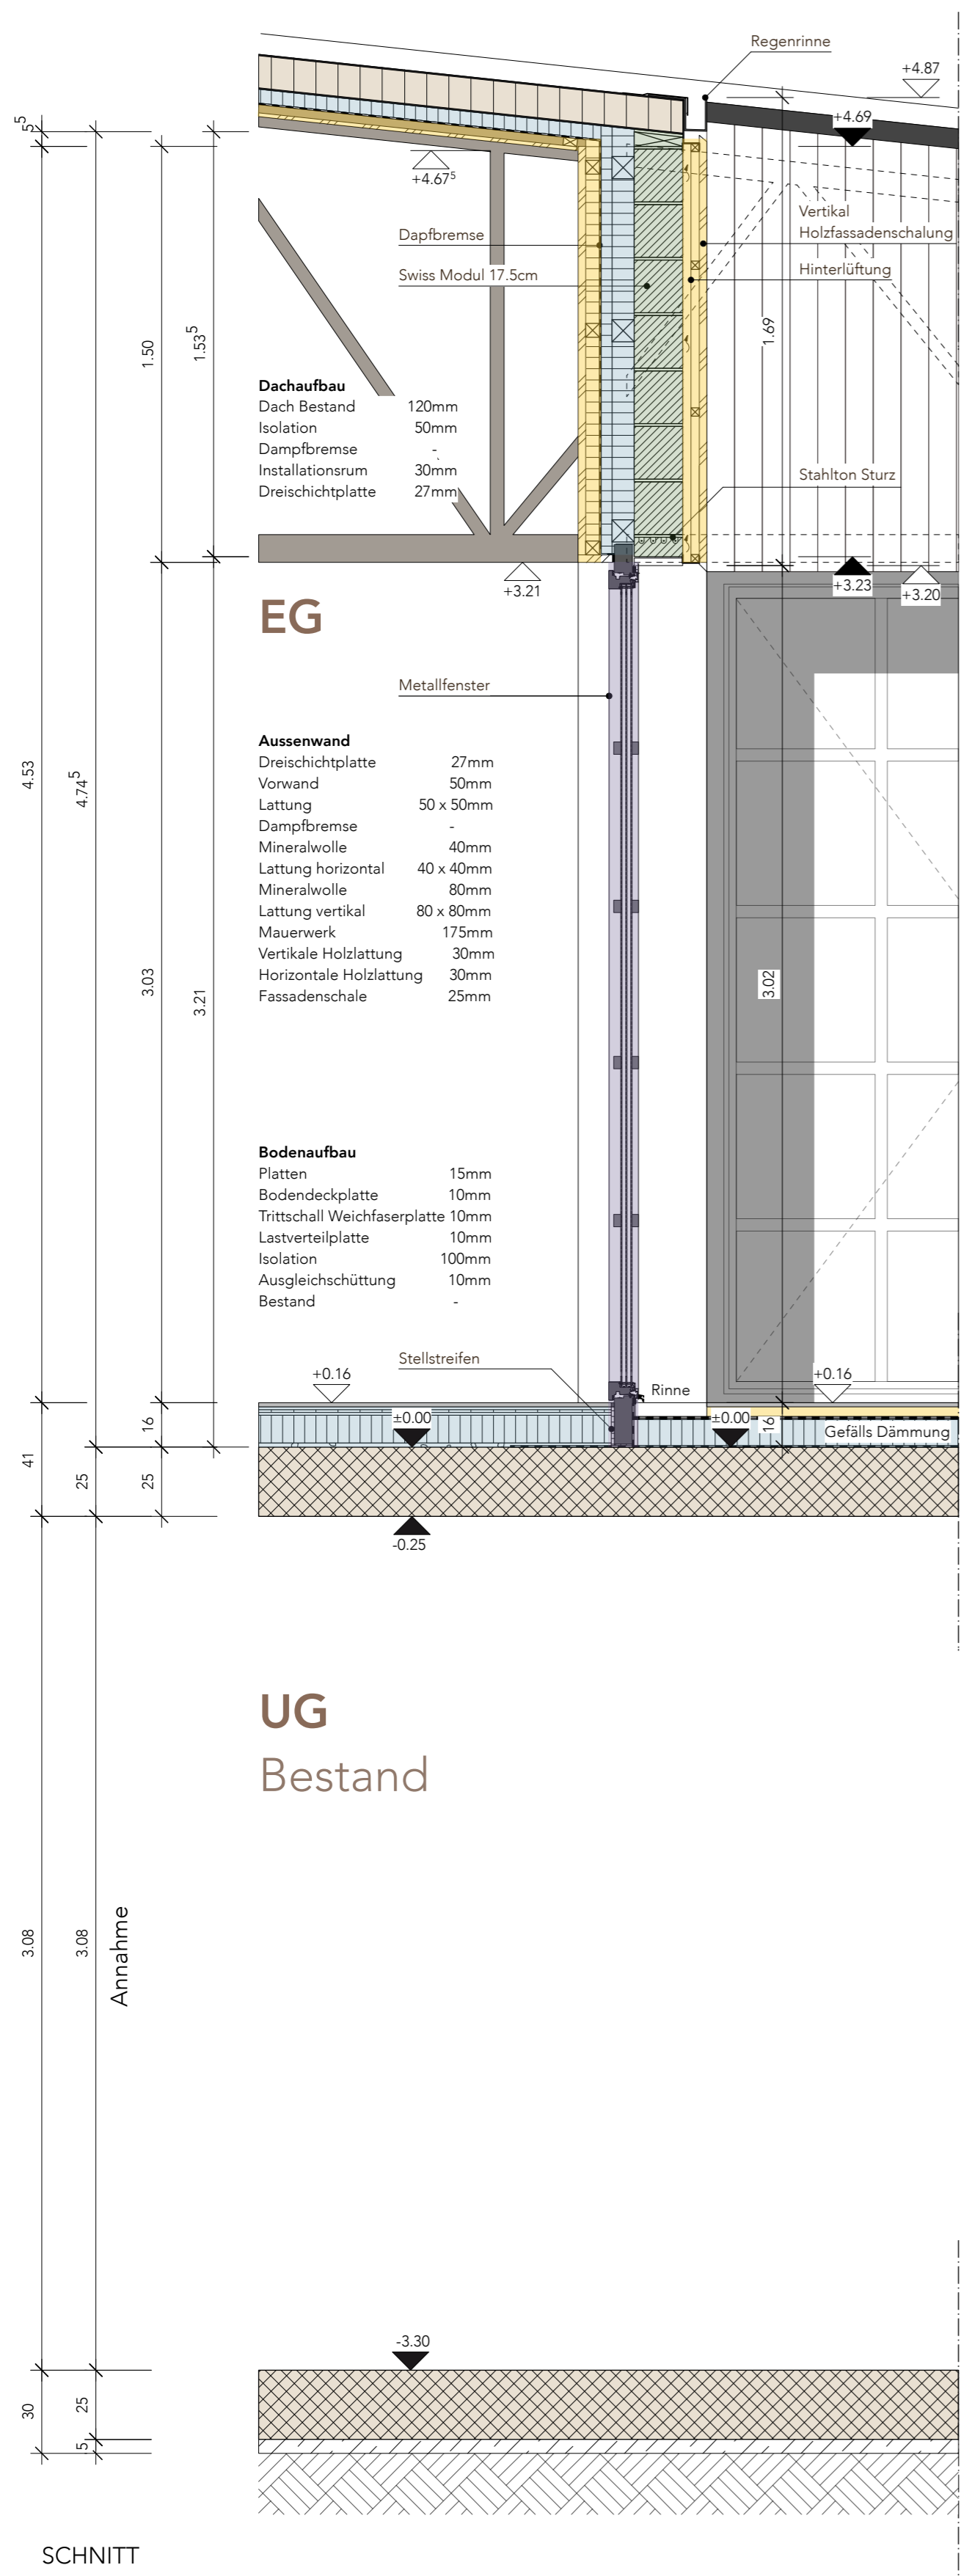 Regenrinne
+4.87
5⁵
+4.69
+4.67⁵
Vertikal
Holzfassadenschalung
Dapfbremse
Hinterlüftung
Swiss Modul 17.5cm
1.50
1.53⁵
1.69
Dachaufbau
Dach Bestand 120mm
Isolation 50mm
Dampfbremse -
Installationsrum 30mm
Dreischichtplatte 27mm
Stahlton Sturz
+3.21
+3.23
+3.20
EG
Metallfenster
Aussenwand
Dreischichtplatte 27mm
Vorwand 50mm
Lattung 50 x 50mm
Dampfbremse -
Mineralwolle 40mm
Lattung horizontal 40 x 40mm
Mineralwolle 80mm
Lattung vertikal 80 x 80mm
Mauerwerk 175mm
Vertikale Holzlattung 30mm
Horizontale Holzlattung 30mm
Fassadenschale 25mm
4.53
4.74⁵
3.03
3.21
3.02
Bodenaufbau
Platten 15mm
Bodendeckplatte 10mm
Trittschall Weichfaserplatte 10mm
Lastverteilplatte 10mm
Isolation 100mm
Ausgleichschüttung 10mm
Bestand -
Stellstreifen
+0.16
Rinne
+0.16
±0.00
±0.00
16
16
Gefälls Dämmung
41
25
25
-0.25
UG
Bestand
3.08
3.08
Annahme
-3.30
30
25
5
SCHNITT